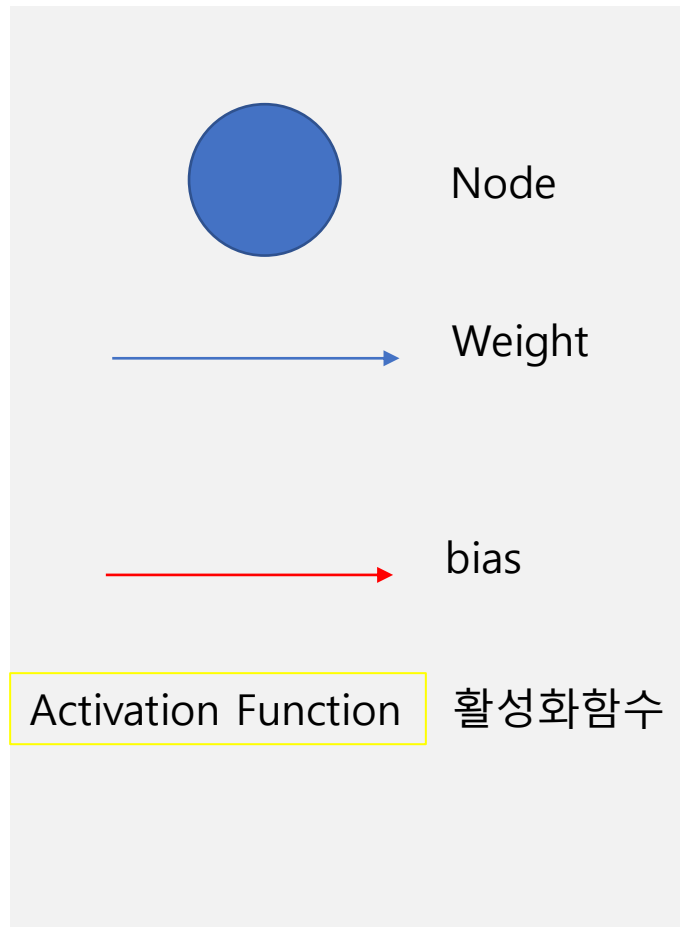 Node
Weight
bias
Activation Function 활성화함수